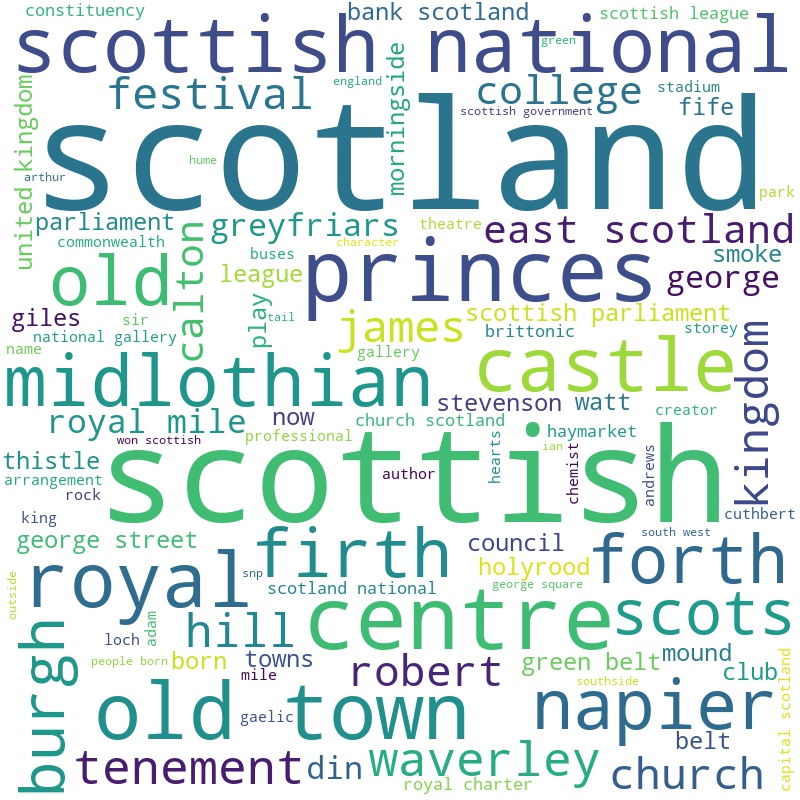 constituency
bank scotland
scottish league
scottish national
green
england
festival
morningside
college
stadium
fife
scottish government
united kingdom
scotland
hume
arthur
park
parliament
greyfriars
theatre
east scotland
commonwealth
calton
character
buses
princes
smoke
old
league
george
giles
sir
play
tail
james
scottish parliament
brittonic
storey
national gallery
name
gallery
castle
kingdom
midlothian
stevenson
watt
royal mile
now
church scotland
creator
won scottish
professional
haymarket
thistle
scottish
hearts
ian
chemist
andrews
author
arrangement
rock
king
cuthbert
george street
firth
council
south west
forth
royal
holyrood
snp
scotland national
george square
outside
centre
scots
burgh
hill
loch
adam
people born
born
towns
mile
robert
green belt
mound
club
southside
capital scotland
old town
gaelic
napier
belt
tenement
din
waverley
royal charter
church